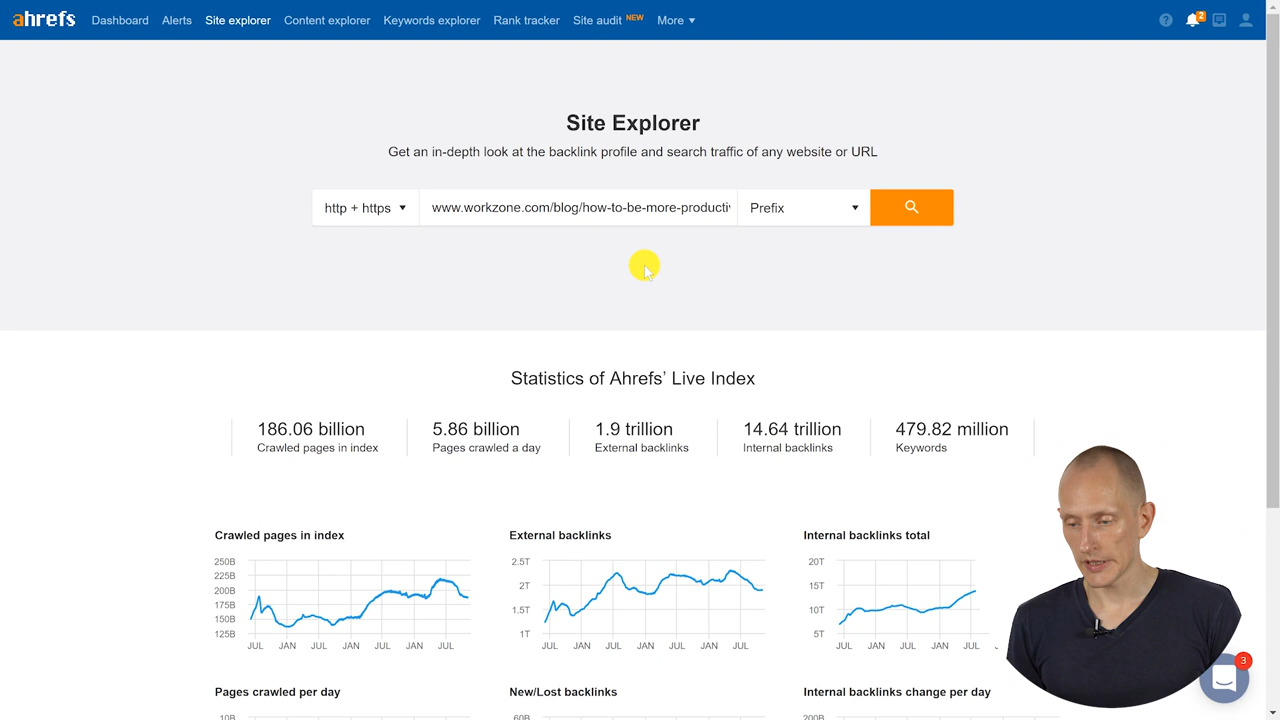 ahrefs Dashboard Alerts Site explorer Content explorer Keywords explorer Rank tracker Site audit NEW More ? 2
Site Explorer
Get an in-depth look at the backlink profile and search traffic of any website or URL
http + https www.workzone.com/blog/how-to-be-more-productiv Prefix
Statistics of Ahrefs’ Live Index
186.06 billion 5.86 billion 1.9 trillion 14.64 trillion 479.82 million
Crawled pages in index Pages crawled a day External backlinks Internal backlinks Keywords
Crawled pages in index External backlinks Internal backlinks total
250B 2.5T 20T
225B
200B 2T 15T
175B
150B 1.5T 10T
125B 1T 5T
JUL JAN JUL JAN JUL JAN JUL JUL JAN JUL JAN JUL JAN JUL JUL JAN JUL JAN JUL
3
Pages crawled per day New/Lost backlinks Internal backlinks change per day
10B 60B 200B